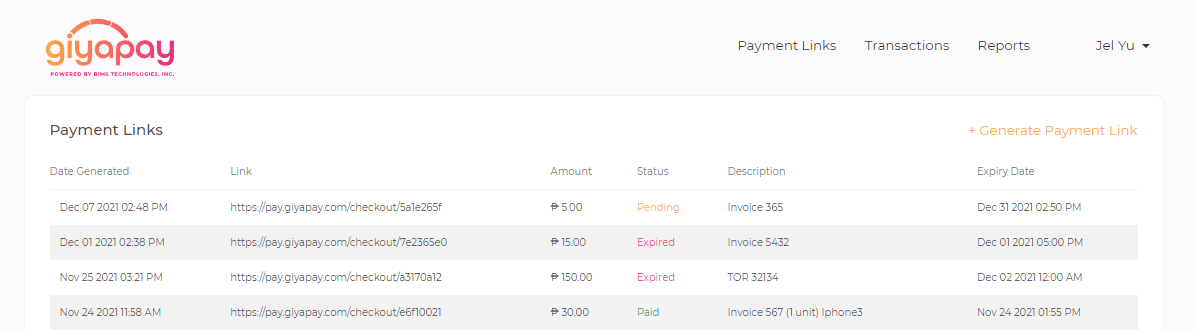 giyapay
POWERED BY BIMS TECHNOLOGIES, INC.
Payment Links Transactions Reports Jel Yu
Payment Links + Generate Payment Link
Date Generated Link Amount Status Description Expiry Date
Dec 07 2021 02:48 PM https://pay.giyapay.com/checkout/5a1e265f ₱ 5.00 Pending Invoice 365 Dec 31 2021 02:50 PM
Dec 01 2021 02:38 PM https://pay.giyapay.com/checkout/7e2365e0 ₱ 15.00 Expired Invoice 5432 Dec 01 2021 05:00 PM
Nov 25 2021 03:21 PM https://pay.giyapay.com/checkout/a3170a12 ₱ 150.00 Expired TOR 32134 Dec 02 2021 12:00 AM
Nov 24 2021 11:58 AM https://pay.giyapay.com/checkout/e6f10021 ₱ 30.00 Paid Invoice 567 (1 unit) Iphone3 Nov 24 2021 01:55 PM